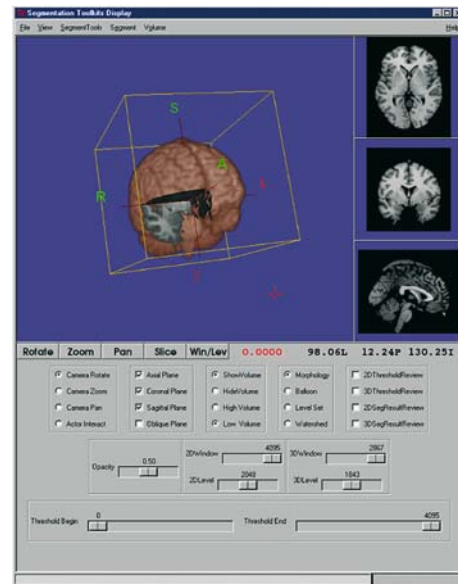 Segmentation Toolkits Display
File View SegmentTools Segment Volume Help
S
A
R
Rotate Zoom Pan Slice Win/Lev 0.0000 98.06L 12.24P 130.25I
Camera Rotate Axial Plane ShowVolume Morphology 2DThresholdReview
Camera Zoom Coronal Plane HideVolume Balloon 3DThresholdReview
Camera Pan Sagittal Plane High Volume Level Set 2DSegResultReview
Actor Interact Oblique Plane Low Volume Watershed 3DSegResultReview
Opacity 0.50 2DWindow 4095 3DWindow 2867
2DLevel 2048 3DLevel 1843
Threshold Begin 0 Threshold End 4095